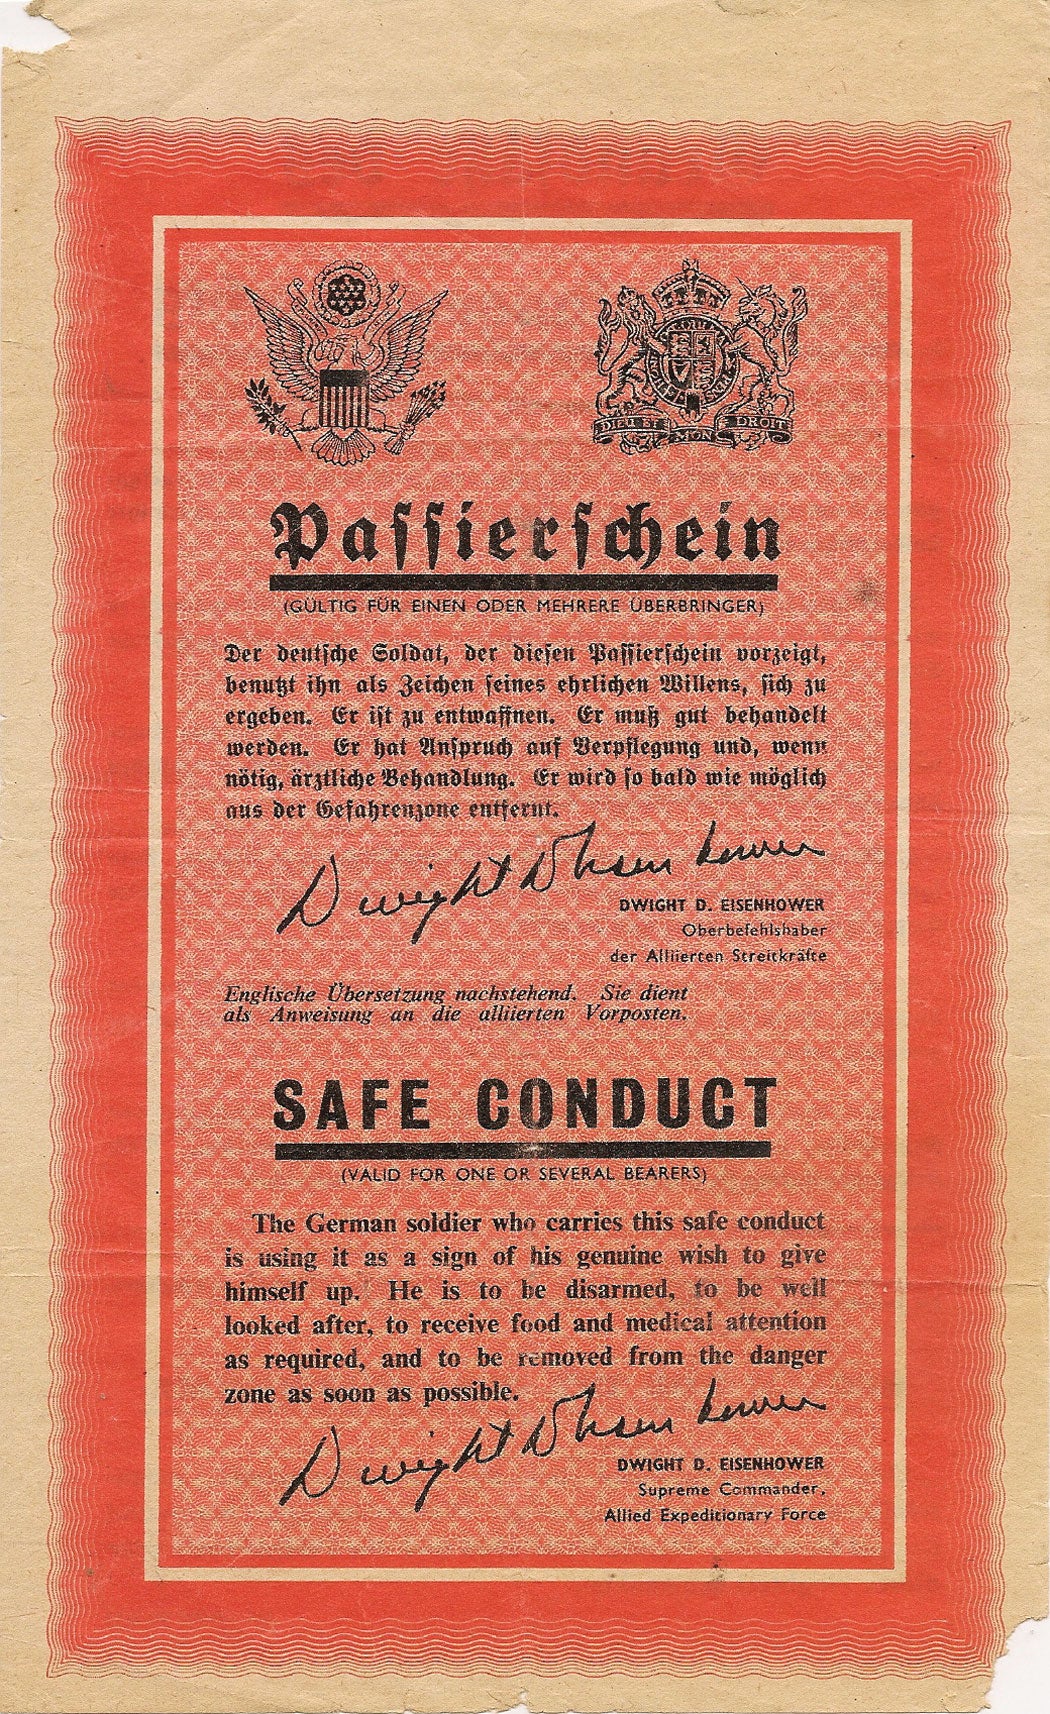 DIEU ET MON DROIT
Passierschein
(GÜLTIG FÜR EINEN ODER MEHRERE ÜBERBRINGER)
Der deutsche Soldat, der diesen Passierschein vorzeigt,
benutzt ihn als Zeichen seines ehrlichen Willens, sich zu
ergeben. Er ist zu entwaffnen. Er muß gut behandelt
werden. Er hat Anspruch auf Verpflegung und, wenn
nötig, ärztliche Behandlung. Er wird so bald wie möglich
aus der Gefahrenzone entfernt.
Dwight D Eisenhower
DWIGHT D. EISENHOWER
Oberbefehlshaber
der Alliierten Streitkräfte
Englische Übersetzung nachstehend. Sie dient
als Anweisung an die alliierten Vorposten.
SAFE CONDUCT
(VALID FOR ONE OR SEVERAL BEARERS)
The German soldier who carries this safe conduct
is using it as a sign of his genuine wish to give
himself up. He is to be disarmed, to be well
looked after, to receive food and medical attention
as required, and to be removed from the danger
zone as soon as possible.
Dwight D Eisenhower
DWIGHT D. EISENHOWER
Supreme Commander,
Allied Expeditionary Force